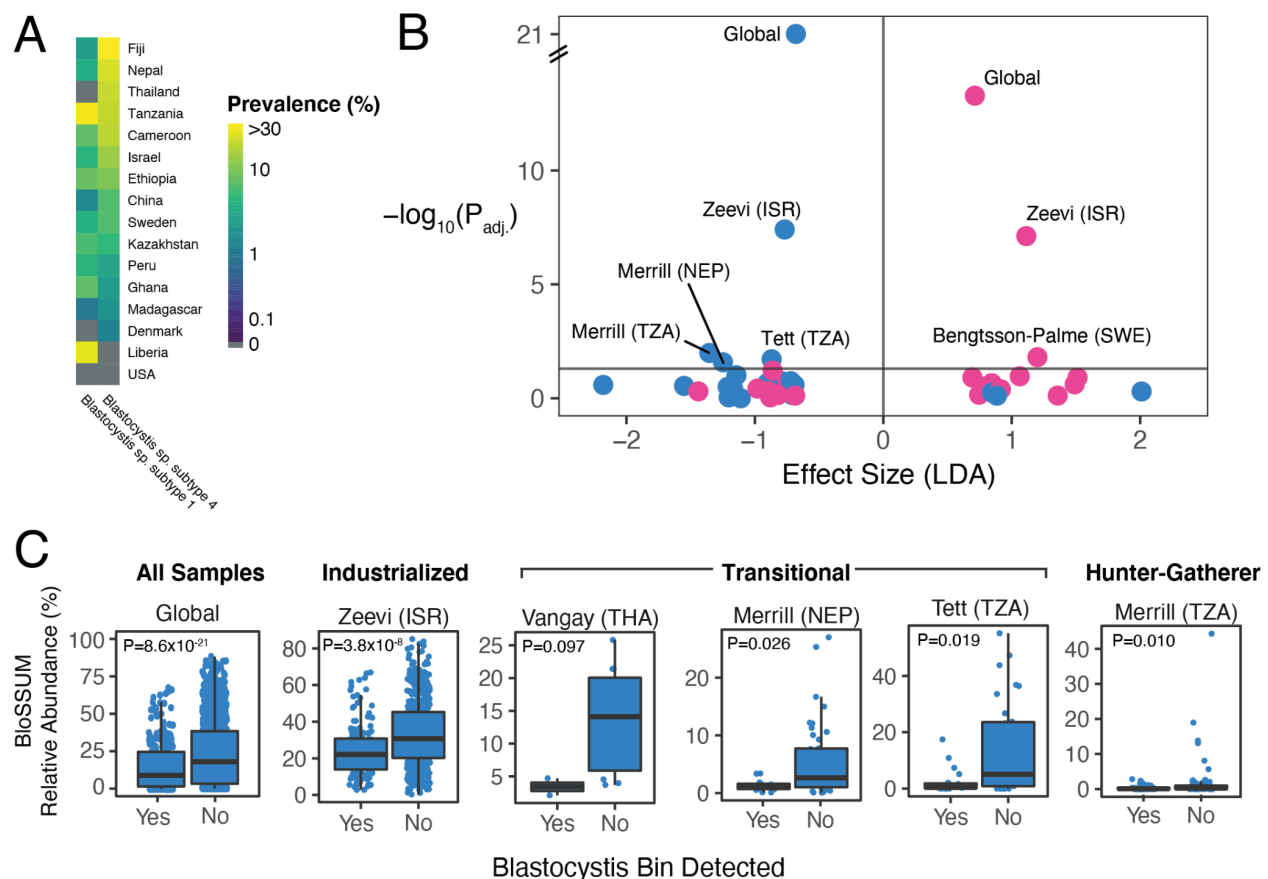 A
Fiji
Nepal
Thailand
Tanzania
Cameroon
Israel
Ethiopia
China
Sweden
Kazakhstan
Peru
Ghana
Madagascar
Denmark
Liberia
USA
Blastocystis sp. subtype 4
Blastocystis sp. subtype 1
Prevalence (%)
>30
10
1
0.1
0
B
−log10(Padj.)
21
10
5
0
Global
Global
Zeevi (ISR)
Zeevi (ISR)
Merrill (NEP)
Merrill (TZA)
Tett (TZA)
Bengtsson-Palme (SWE)
−2
−1
0
1
2
Effect Size (LDA)
C
All Samples
Industrialized
Transitional
Hunter-Gatherer
BloSSUM
Relative Abundance (%)
Global
P=8.6x10-21
100
75
50
25
0
Yes
No
Zeevi (ISR)
P=3.8x10-8
80
60
40
20
0
Yes
No
Vangay (THA)
P=0.097
25
20
15
10
5
Yes
No
Merrill (NEP)
P=0.026
20
10
0
Yes
No
Tett (TZA)
P=0.019
40
20
0
Yes
No
Merrill (TZA)
P=0.010
40
30
20
10
0
Yes
No
Blastocystis Bin Detected